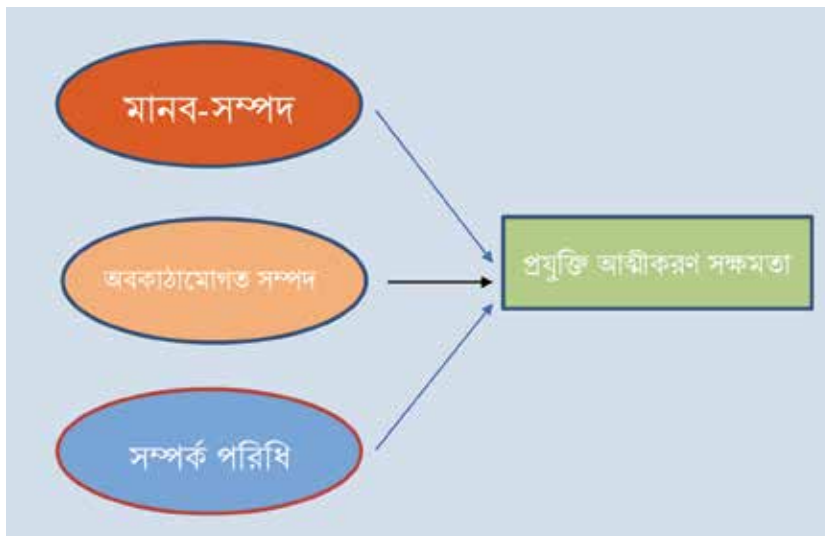 মানব-সম্পদ
অবকাঠামোগত সম্পদ
প্রযুক্তি আত্মীকরণ সক্ষমতা
সম্পর্ক পরিধি